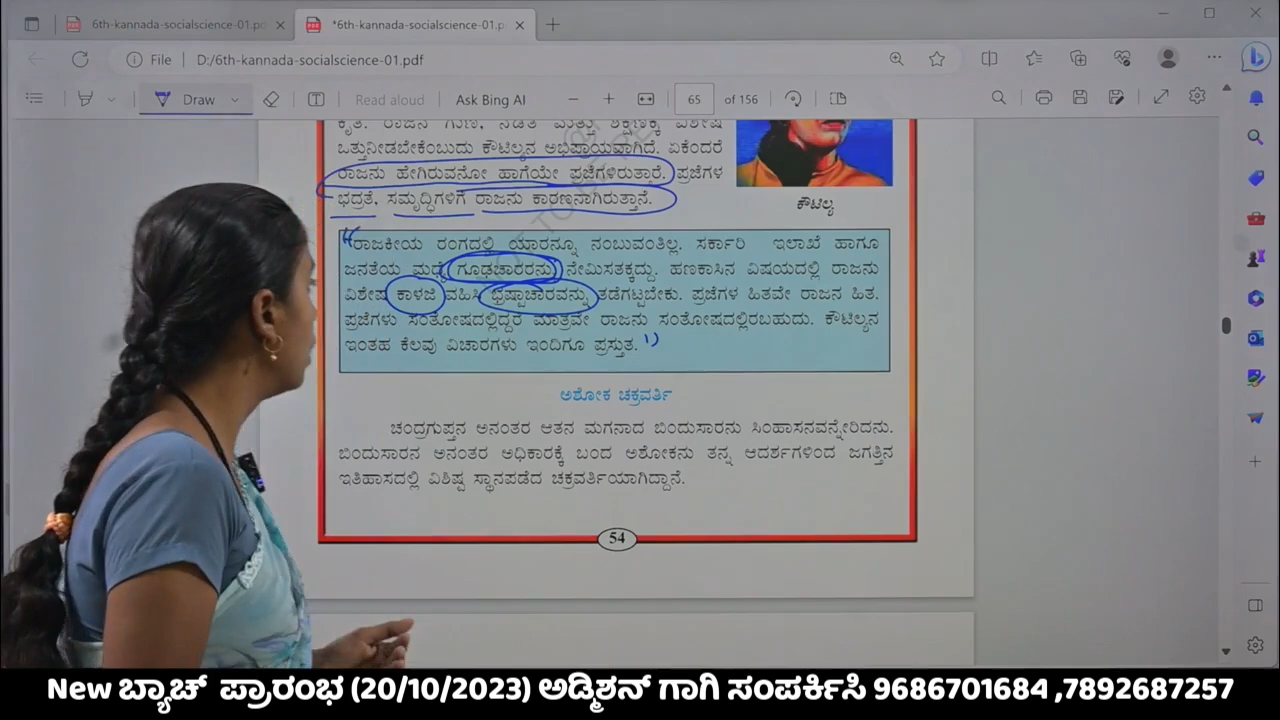 6th-kannada-socialscience-01.pd
*6th-kannada-socialscience-01.p
File
D:/6th-kannada-socialscience-01.pdf
Draw
Read aloud
Ask Bing AI
65
of 156
ಕೃತಿ. ರಾಜನ ಗುಣ, ನಡತೆ ಮತ್ತು ಶಿಕ್ಷಣಕ್ಕೆ ವಿಶೇಷ
ಒತ್ತುನೀಡಬೇಕೆಂಬುದು ಕೌಟಿಲ್ಯನ ಅಭಿಪ್ರಾಯವಾಗಿದೆ. ಏಕೆಂದರೆ
ರಾಜನು ಹೇಗಿರುವನೋ ಹಾಗೆಯೇ ಪ್ರಜೆಗಳಿರುತ್ತಾರೆ. ಪ್ರಜೆಗಳ
ಭದ್ರತೆ, ಸಮೃದ್ಧಿಗಳಿಗೆ ರಾಜನು ಕಾರಣನಾಗಿರುತ್ತಾನೆ.
ಕೌಟಿಲ್ಯ
"ರಾಜಕೀಯ ರಂಗದಲ್ಲಿ ಯಾರನ್ನೂ ನಂಬುವಂತಿಲ್ಲ. ಸರ್ಕಾರಿ ಇಲಾಖೆ ಹಾಗೂ
ಜನತೆಯ ಮಧ್ಯೆ ಗೂಢಚಾರರನ್ನು ನೇಮಿಸತಕ್ಕದ್ದು. ಹಣಕಾಸಿನ ವಿಷಯದಲ್ಲಿ ರಾಜನು
ವಿಶೇಷ ಕಾಳಜಿ ವಹಿಸಿ ಭ್ರಷ್ಟಾಚಾರವನ್ನು ತಡೆಗಟ್ಟಬೇಕು. ಪ್ರಜೆಗಳ ಹಿತವೇ ರಾಜನ ಹಿತ.
ಪ್ರಜೆಗಳು ಸಂತೋಷದಲ್ಲಿದ್ದರೆ ಮಾತ್ರವೇ ರಾಜನು ಸಂತೋಷದಲ್ಲಿರಬಹುದು. ಕೌಟಿಲ್ಯನ
ಇಂತಹ ಕೆಲವು ವಿಚಾರಗಳು ಇಂದಿಗೂ ಪ್ರಸ್ತುತ.
ಅಶೋಕ ಚಕ್ರವರ್ತಿ
ಚಂದ್ರಗುಪ್ತನ ಅನಂತರ ಆತನ ಮಗನಾದ ಬಿಂದುಸಾರನು ಸಿಂಹಾಸನವನ್ನೇರಿದನು.
ಬಿಂದುಸಾರನ ಅನಂತರ ಅಧಿಕಾರಕ್ಕೆ ಬಂದ ಅಶೋಕನು ತನ್ನ ಆದರ್ಶಗಳಿಂದ ಜಗತ್ತಿನ
ಇತಿಹಾಸದಲ್ಲಿ ವಿಶಿಷ್ಟ ಸ್ಥಾನಪಡೆದ ಚಕ್ರವರ್ತಿಯಾಗಿದ್ದಾನೆ.
54
New ಬ್ಯಾಚ್ ಪ್ರಾರಂಭ (20/10/2023) ಅಡ್ಮಿಶನ್ ಗಾಗಿ ಸಂಪರ್ಕಿಸಿ 9686701684 ,7892687257